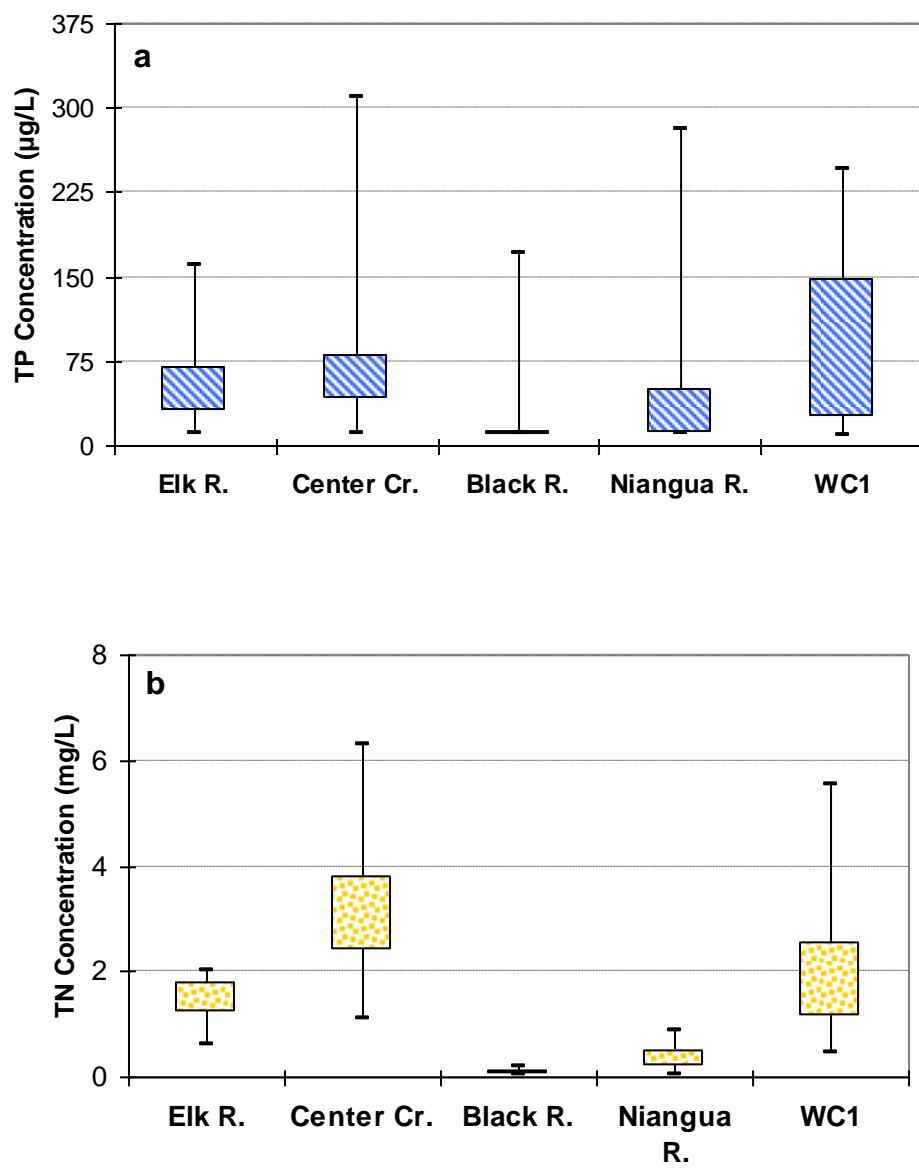 a
TP Concentration (µg/L)
375
300
225
150
75
0
Elk R. Center Cr. Black R. Niangua R. WC1
b
TN Concentration (mg/L)
8
6
4
2
0
Elk R. Center Cr. Black R. Niangua R. WC1